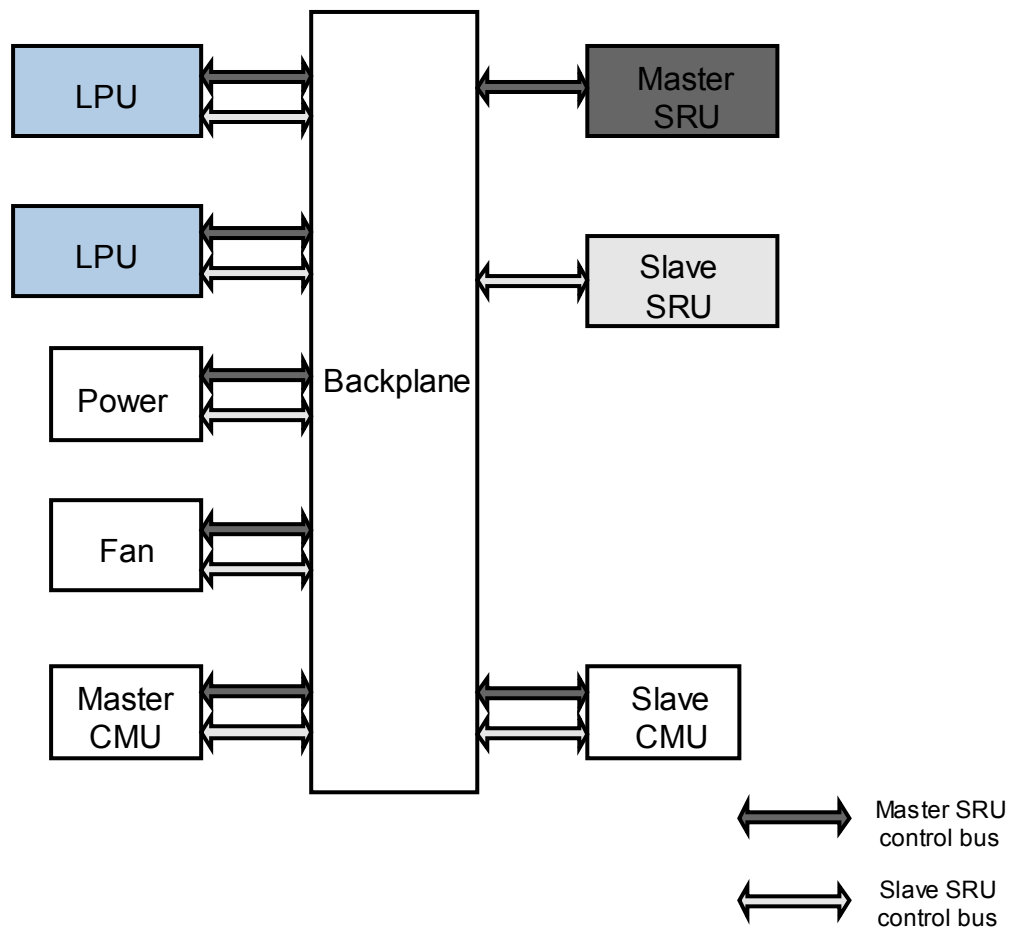 LPU
Master
SRU
LPU
Slave
SRU
Power
Backplane
Fan
Master
CMU
Slave
CMU
Master SRU
control bus
Slave SRU
control bus